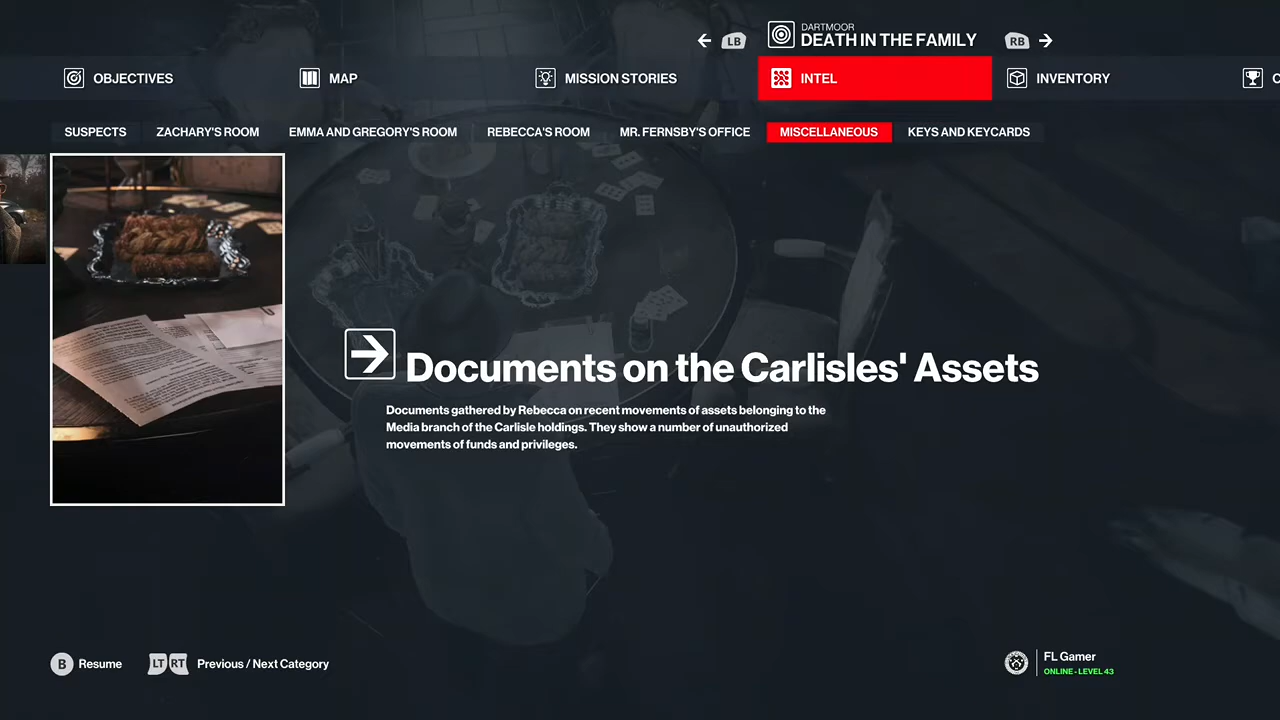 DARTMOOR
LB DEATH IN THE FAMILY RB
OBJECTIVES MAP MISSION STORIES INTEL INVENTORY
SUSPECTS ZACHARY'S ROOM EMMA AND GREGORY'S ROOM REBECCA'S ROOM MR. FERNSBY'S OFFICE MISCELLANEOUS KEYS AND KEYCARDS
Documents on the Carlisles' Assets
Documents gathered by Rebecca on recent movements of assets belonging to the
Media branch of the Carlisle holdings. They show a number of unauthorized
movements of funds and privileges.
B Resume LT RT Previous / Next Category
FL Gamer
ONLINE - LEVEL 43